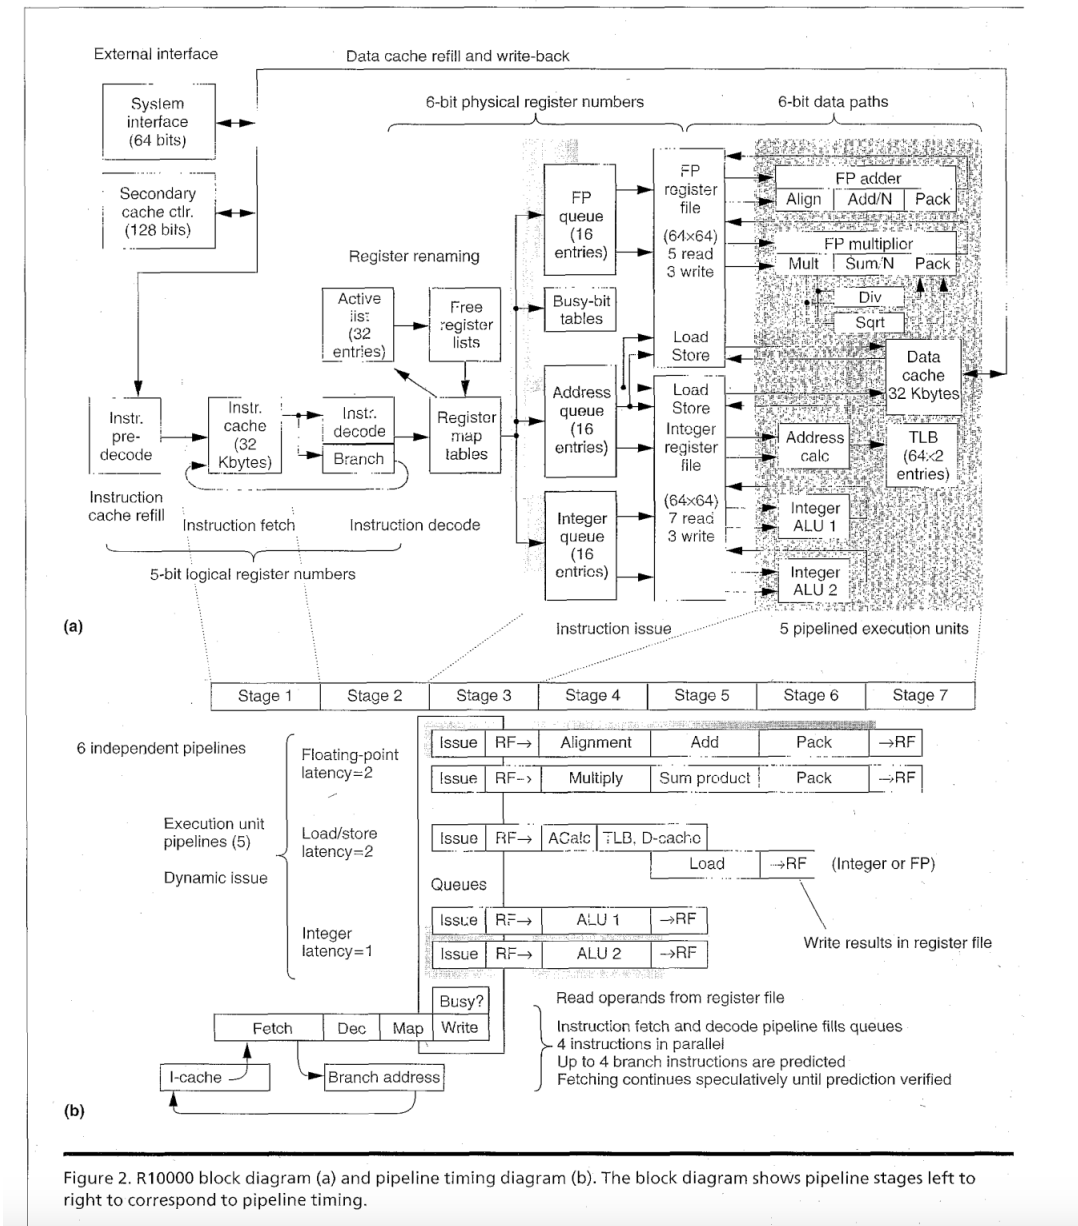 External interface
Data cache refill and write-back
System
interface
(64 bits)
6-bit physical register numbers
6-bit data paths
Secondary
cache ctlr.
(128 bits)
FP
queue
(16
entries)
FP
register
file
(64×64)
5 read
3 write
FP adder
Align
Add/N
Pack
FP multiplier
Mult
Sum/N
Pack
Div
Sqrt
Register renaming
Active
list
(32
entries)
Free
register
lists
Busy-bit
tables
Load
Store
Data
cache
32 Kbytes
Instr.
pre-
decode
Instr.
cache
(32
Kbytes)
Instr.
decode
Branch
Register
map
tables
Address
queue
(16
entries)
Load
Store
Integer
register
file
(64×64)
7 read
3 write
Address
calc
TLB
(64×2
entries)
Instruction
cache refill
Instruction fetch
Instruction decode
Integer
queue
(16
entries)
Integer
ALU 1
Integer
ALU 2
5-bit logical register numbers
(a)
Instruction issue
5 pipelined execution units
Stage 1
Stage 2
Stage 3
Stage 4
Stage 5
Stage 6
Stage 7
6 independent pipelines
Floating-point
latency=2
Issue
RF→
Alignment
Add
Pack
→RF
Issue
RF→
Multiply
Sum product
Pack
→RF
Execution unit
pipelines (5)
Dynamic issue
Load/store
latency=2
Issue
RF→
ACalc
TLB, D-cache
Load
→RF
(Integer or FP)
Queues
Integer
latency=1
Issue
RF→
ALU 1
→RF
Issue
RF→
ALU 2
→RF
Write results in register file
Busy?
Read operands from register file
Fetch
Dec
Map
Write
Instruction fetch and decode pipeline fills queues
4 instructions in parallel
Up to 4 branch instructions are predicted
Fetching continues speculatively until prediction verified
I-cache
Branch address
(b)
Figure 2. R10000 block diagram (a) and pipeline timing diagram (b). The block diagram shows pipeline stages left to
right to correspond to pipeline timing.